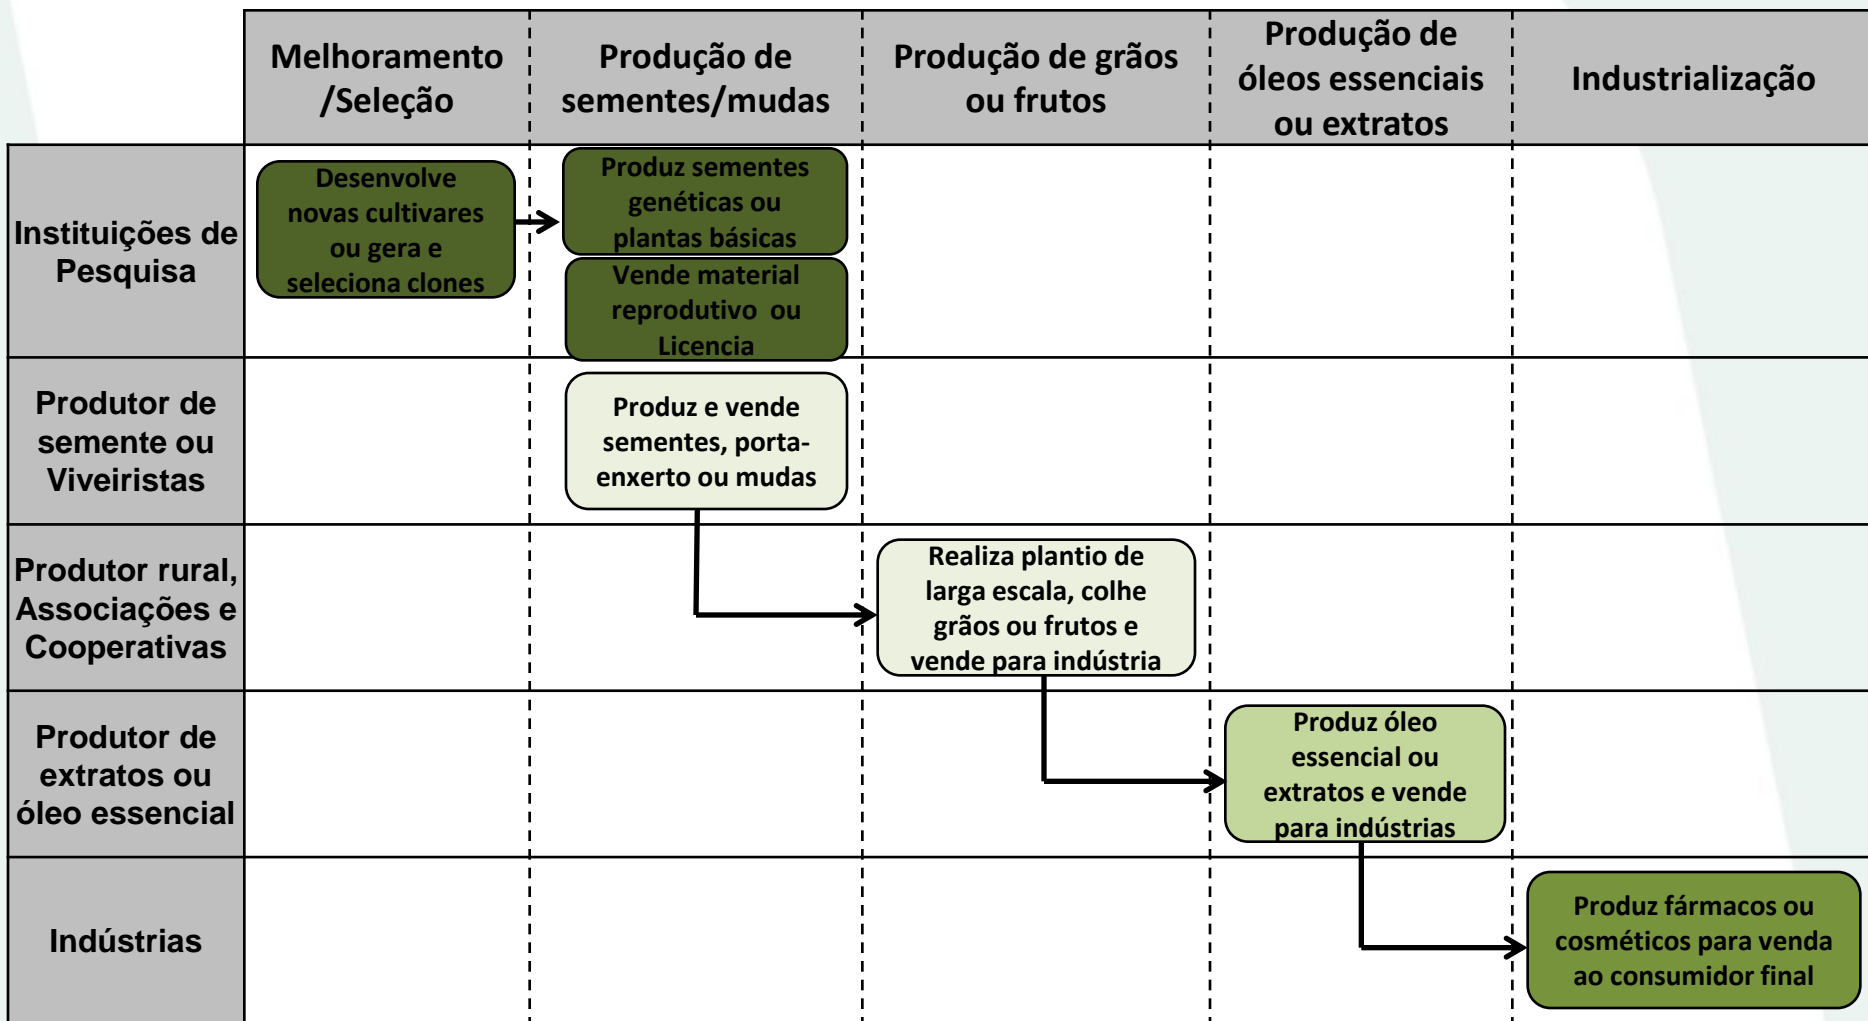 Melhoramento
/Seleção
Produção de
sementes/mudas
Produção de grãos
ou frutos
Produção de
óleos essenciais
ou extratos
Industrialização
Instituições de
Pesquisa
Desenvolve
novas cultivares
ou gera e
seleciona clones
Produz sementes
genéticas ou
plantas básicas
Vende material
reprodutivo  ou
Licencia
Produtor de
semente ou
Viveiristas
Produz e vende
sementes, porta-
enxerto ou mudas
Produtor rural,
Associações e
Cooperativas
Realiza plantio de
larga escala, colhe
grãos ou frutos e
vende para indústria
Produtor de
extratos ou
óleo essencial
Produz óleo
essencial ou
extratos e vende
para indústrias
Indústrias
Produz fármacos ou
cosméticos para venda
ao consumidor final